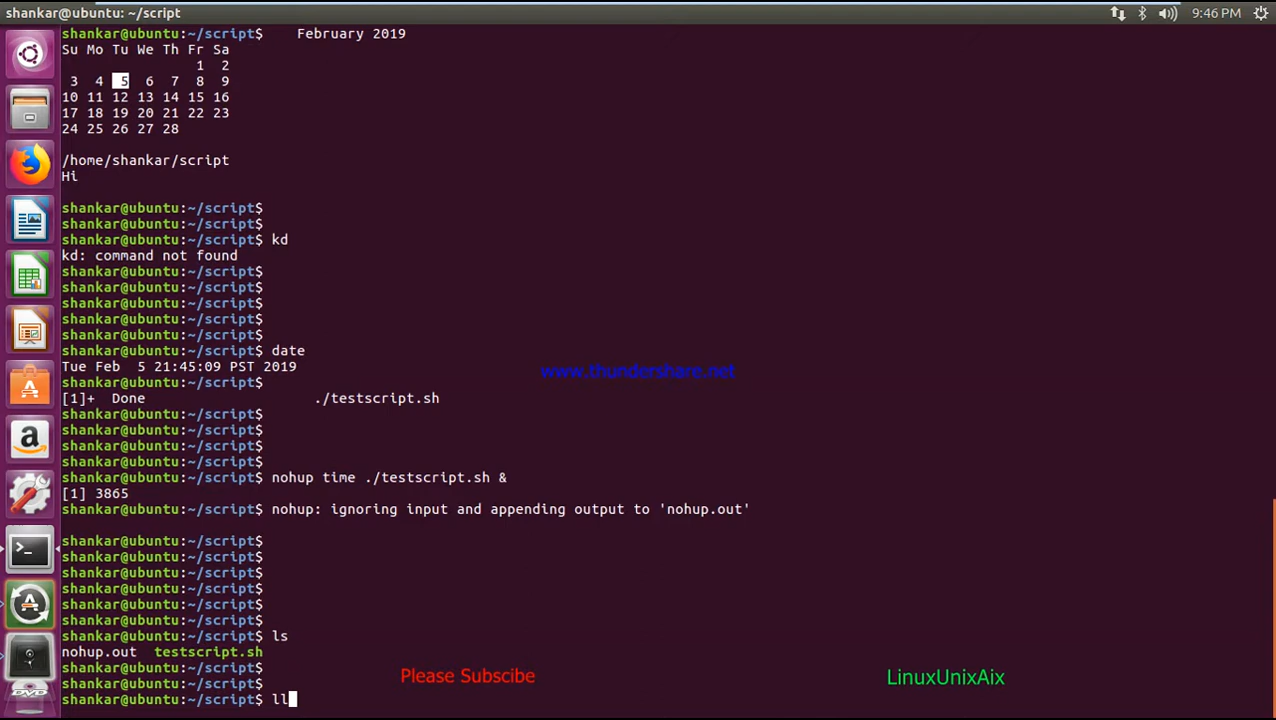 shankar@ubuntu: ~/script
9:46 PM
shankar@ubuntu:~/script$    February 2019
Su Mo Tu We Th Fr Sa
1  2
3  4  5  6  7  8  9
10 11 12 13 14 15 16
17 18 19 20 21 22 23
24 25 26 27 28
/home/shankar/script
Hi
shankar@ubuntu:~/script$
shankar@ubuntu:~/script$
shankar@ubuntu:~/script$ kd
kd: command not found
shankar@ubuntu:~/script$
shankar@ubuntu:~/script$
shankar@ubuntu:~/script$
shankar@ubuntu:~/script$
shankar@ubuntu:~/script$
shankar@ubuntu:~/script$ date
Tue Feb  5 21:45:09 PST 2019
www.thundershare.net
shankar@ubuntu:~/script$
[1]+  Done                    ./testscript.sh
shankar@ubuntu:~/script$
shankar@ubuntu:~/script$
shankar@ubuntu:~/script$
shankar@ubuntu:~/script$
shankar@ubuntu:~/script$ nohup time ./testscript.sh &
[1] 3865
shankar@ubuntu:~/script$ nohup: ignoring input and appending output to 'nohup.out'
shankar@ubuntu:~/script$
shankar@ubuntu:~/script$
shankar@ubuntu:~/script$
shankar@ubuntu:~/script$
shankar@ubuntu:~/script$
shankar@ubuntu:~/script$
shankar@ubuntu:~/script$ ls
nohup.out  testscript.sh
shankar@ubuntu:~/script$
Please Subscibe
LinuxUnixAix
shankar@ubuntu:~/script$
shankar@ubuntu:~/script$ ll